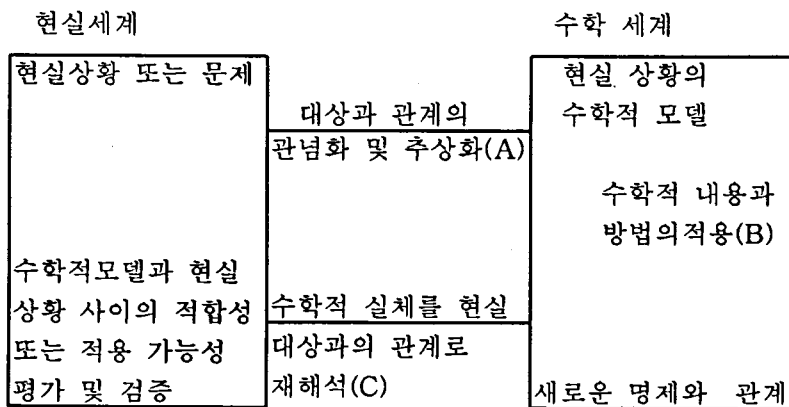 현실세계
수학 세계
현실상황 또는 문제
대상과 관계의
관념화 및 추상화(A)
현실 상황의
수학적 모델
수학적 내용과
방법의적용(B)
수학적모델과 현실
상황 사이의 적합성
또는 적용 가능성
평가 및 검증
수학적 실체를 현실
대상과의 관계로
재해석(C)
새로운 명제와 관계